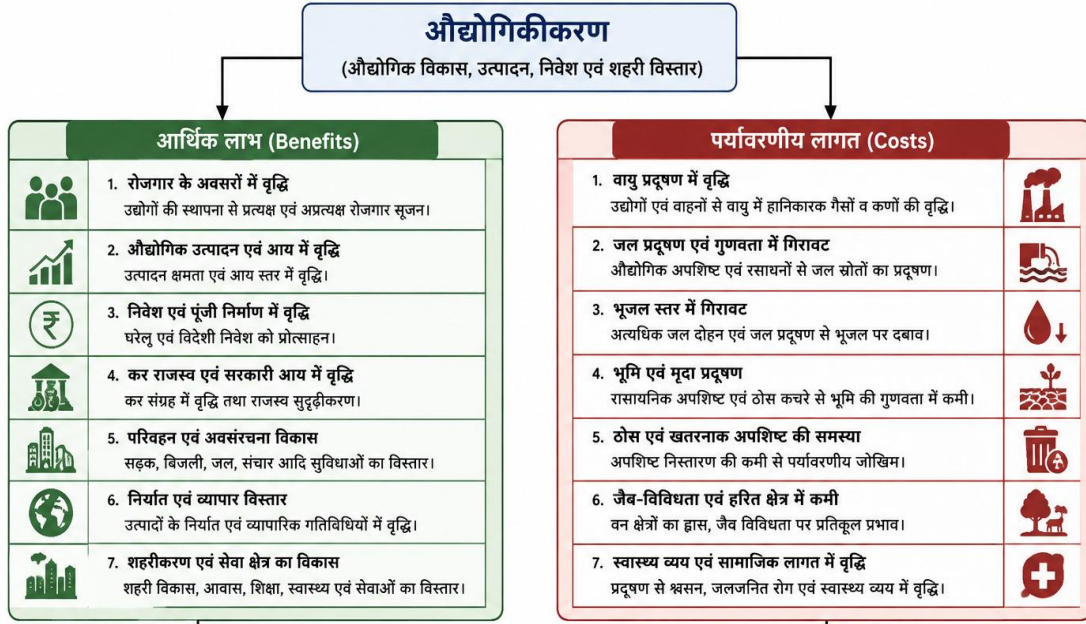 औद्योगिकीकरण
(औद्योगिक विकास, उत्पादन, निवेश एवं शहरी विस्तार)
आर्थिक लाभ (Benefits)
1. रोजगार के अवसरों में वृद्धि
उद्योगों की स्थापना से प्रत्यक्ष एवं अप्रत्यक्ष रोजगार सृजन।
2. औद्योगिक उत्पादन एवं आय में वृद्धि
उत्पादन क्षमता एवं आय स्तर में वृद्धि।
3. निवेश एवं पूंजी निर्माण में वृद्धि
घरेलू एवं विदेशी निवेश को प्रोत्साहन।
4. कर राजस्व एवं सरकारी आय में वृद्धि
कर संग्रह में वृद्धि तथा राजस्व सुदृढ़ीकरण।
5. परिवहन एवं अवसंरचना विकास
सड़क, बिजली, जल, संचार आदि सुविधाओं का विस्तार।
6. निर्यात एवं व्यापार विस्तार
उत्पादों के निर्यात एवं व्यापारिक गतिविधियों में वृद्धि।
7. शहरीकरण एवं सेवा क्षेत्र का विकास
शहरी विकास, आवास, शिक्षा, स्वास्थ्य एवं सेवाओं का विस्तार।
₹
पर्यावरणीय लागत (Costs)
1. वायु प्रदूषण में वृद्धि
उद्योगों एवं वाहनों से वायु में हानिकारक गैसों व कणों की वृद्धि।
2. जल प्रदूषण एवं गुणवता में गिरावट
औद्योगिक अपशिष्ट एवं रसायनों से जल स्रोतों का प्रदूषण।
3. भूजल स्तर में गिरावट
अत्यधिक जल दोहन एवं जल प्रदूषण से भूजल पर दबाव।
4. भूमि एवं मृदा प्रदूषण
रासायनिक अपशिष्ट एवं ठोस कचरे से भूमि की गुणवता में कमी।
5. ठोस एवं खतरनाक अपशिष्ट की समस्या
अपशिष्ट निस्तारण की कमी से पर्यावरणीय जोखिम।
6. जैब-विविधता एवं हरित क्षेत्र में कमी
वन क्षेत्रों का ह्रास, जैव विविधता पर प्रतिकूल प्रभाव।
7. स्वास्थ्य व्यय एवं सामाजिक लागत में वृद्धि
प्रदूषण से श्वसन, जलजनित रोग एवं स्वास्थ्य व्यय में वृद्धि।